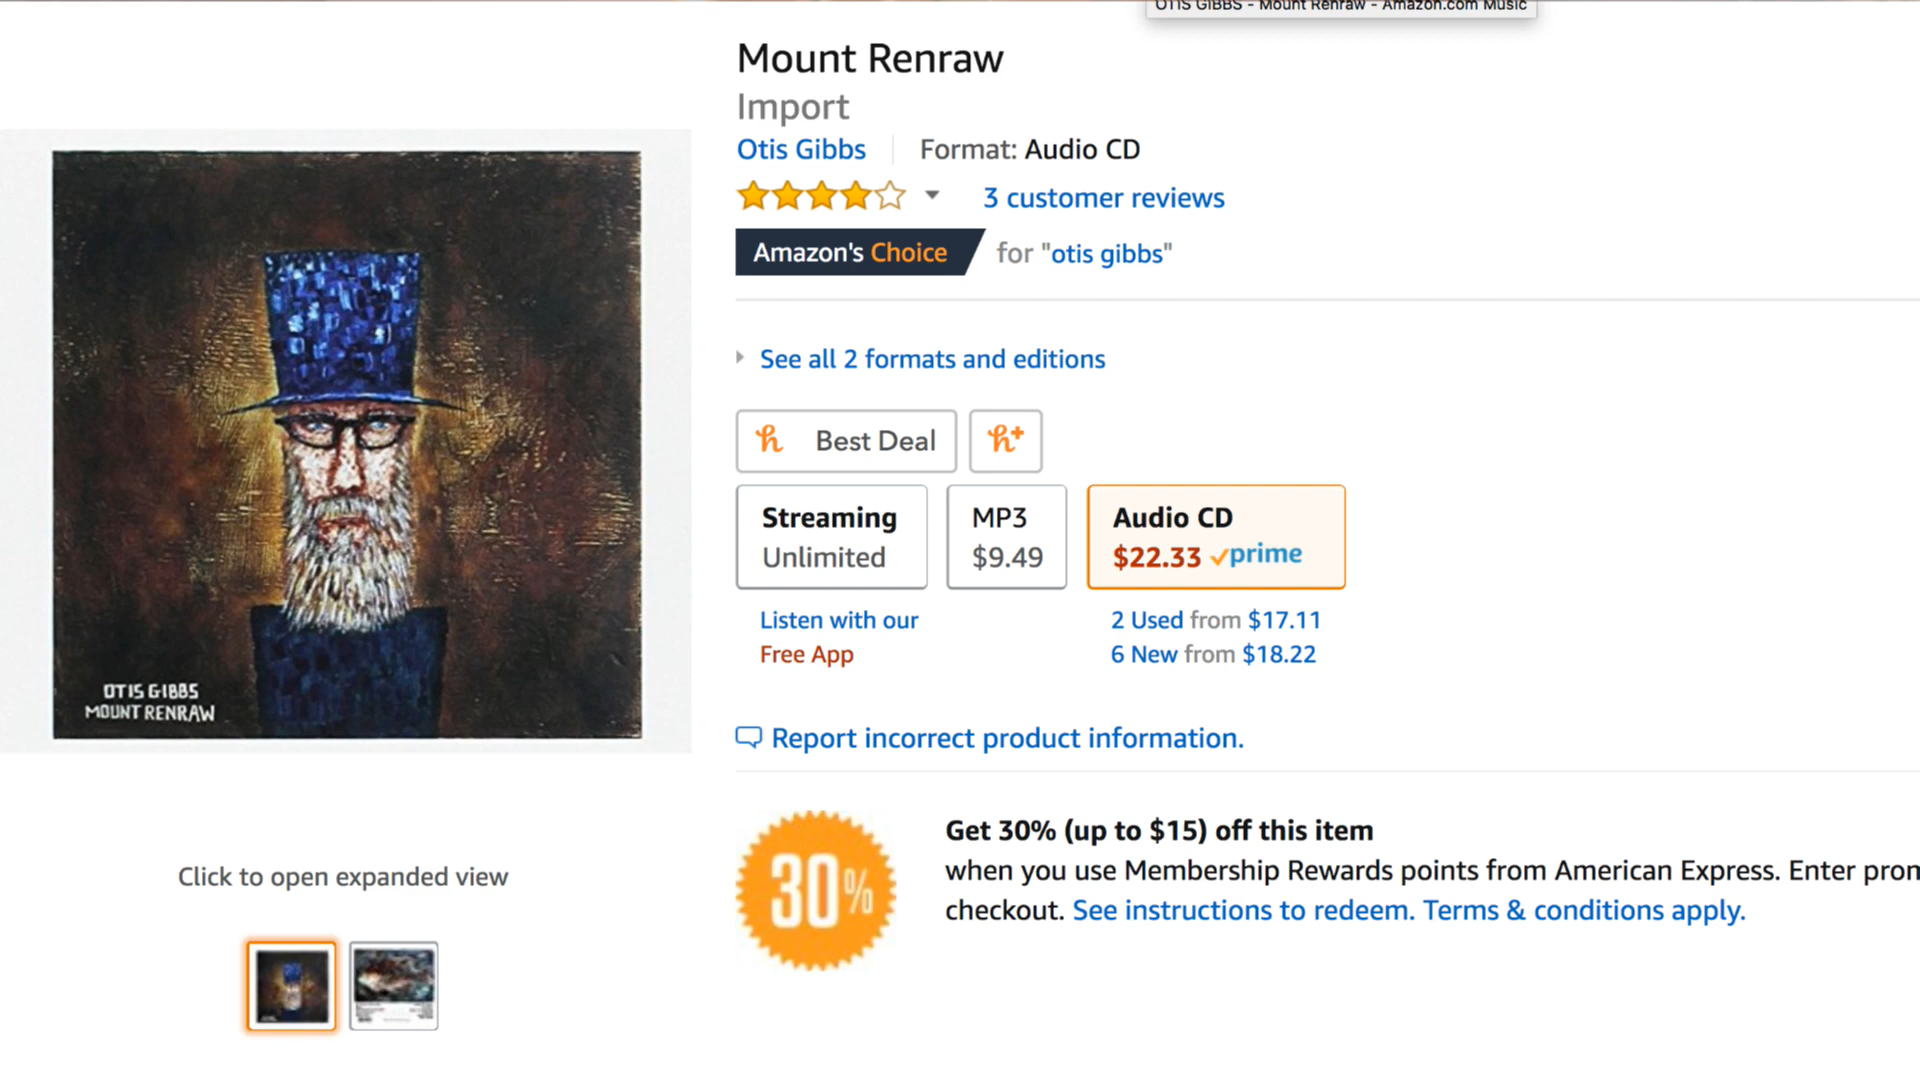 OTIS GIBBS - Mount Renraw - Amazon.com Music
Mount Renraw
Import
Otis Gibbs
Format: Audio CD
3 customer reviews
Amazon's Choice
for "otis gibbs"
See all 2 formats and editions
Best Deal
Streaming
Unlimited
MP3
$9.49
Audio CD
$22.33 prime
Listen with our
Free App
2 Used from $17.11
6 New from $18.22
Report incorrect product information.
30%
Get 30% (up to $15) off this item
when you use Membership Rewards points from American Express. Enter
checkout. See instructions to redeem. Terms & conditions apply.
OTIS GIBBS
MOUNT RENRAW
Click to open expanded view